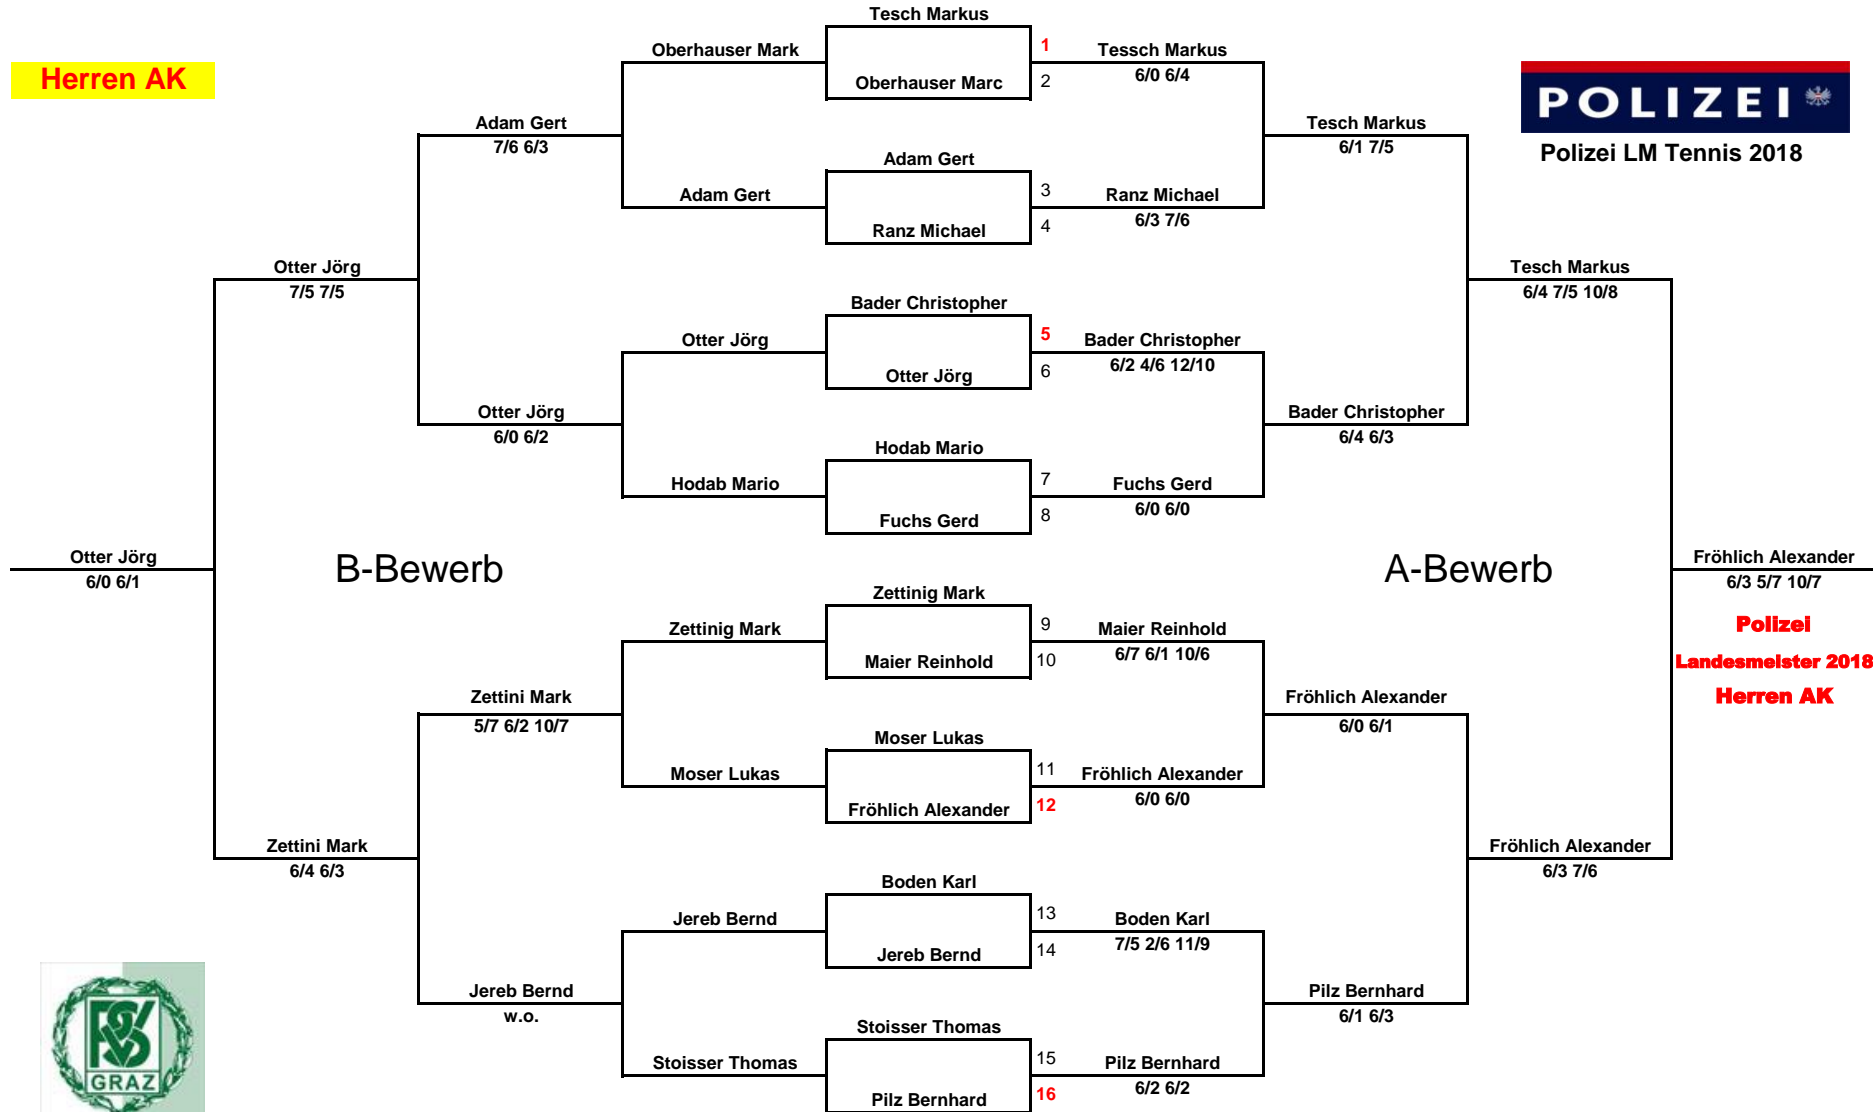 Tesch Markus
Oberhauser Mark
1
Tessch Markus
Herren AK
6/0 6/4
Oberhauser Marc
2
POLIZEI
Adam Gert
Tesch Markus
7/6 6/3
6/1 7/5
Polizei LM Tennis 2018
Adam Gert
3
Adam Gert
Ranz Michael
6/3 7/6
Ranz Michael
4
Otter Jörg
Tesch Markus
7/5 7/5
6/4 7/5 10/8
Bader Christopher
5
Otter Jörg
Bader Christopher
6/2 4/6 12/10
Otter Jörg
6
Otter Jörg
Bader Christopher
6/0 6/2
6/4 6/3
Hodab Mario
7
Hodab Mario
Fuchs Gerd
6/0 6/0
Fuchs Gerd
8
Otter Jörg
B-Bewerb
A-Bewerb
Fröhlich Alexander
6/0 6/1
6/3 5/7 10/7
Zettinig Mark
9
Polizei
Zettinig Mark
Maier Reinhold
6/7 6/1 10/6
Maier Reinhold
10
Landesmeister 2018
Zettini Mark
Fröhlich Alexander
Herren AK
5/7 6/2 10/7
6/0 6/1
Moser Lukas
11
Moser Lukas
Fröhlich Alexander
6/0 6/0
Fröhlich Alexander
12
Zettini Mark
Fröhlich Alexander
6/4 6/3
6/3 7/6
Boden Karl
13
Jereb Bernd
Boden Karl
7/5 2/6 11/9
Jereb Bernd
14
Jereb Bernd
Pilz Bernhard
w.o.
6/1 6/3
Stoisser Thomas
15
Stoisser Thomas
Pilz Bernhard
6/2 6/2
Pilz Bernhard
16
PSV
GRAZ